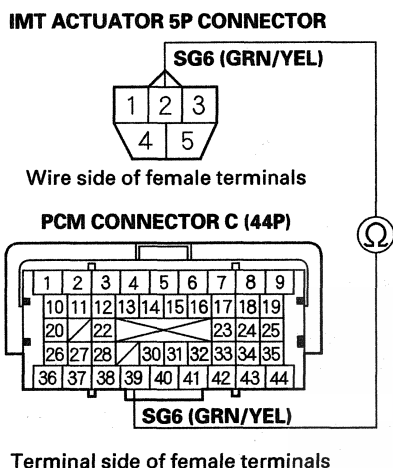 IMT ACTUATOR 5P CONNECTOR
SG6 (GRN/YEL)
1 2 3
4 5
Wire side of female terminals
PCM CONNECTOR C (44P)
Ω
1 2 3 4 5 6 7 8 9
10 11 12 13 14 15 16 17 18 19
20 22 23 24 25
26 27 28 30 31 32 33 34 35
36 37 38 39 40 41 42 43 44
SG6 (GRN/YEL)
Terminal side of female terminals